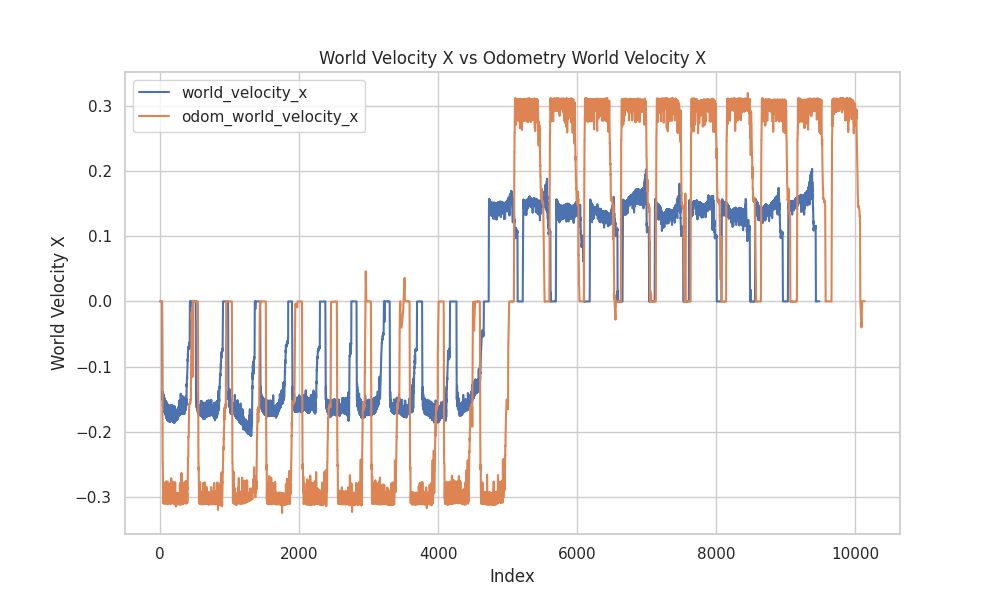 World Velocity X vs Odometry World Velocity X
world_velocity_x
odom_world_velocity_x
World Velocity X
0.3
0.2
0.1
0.0
−0.1
−0.2
−0.3
0
2000
4000
6000
8000
10000
Index